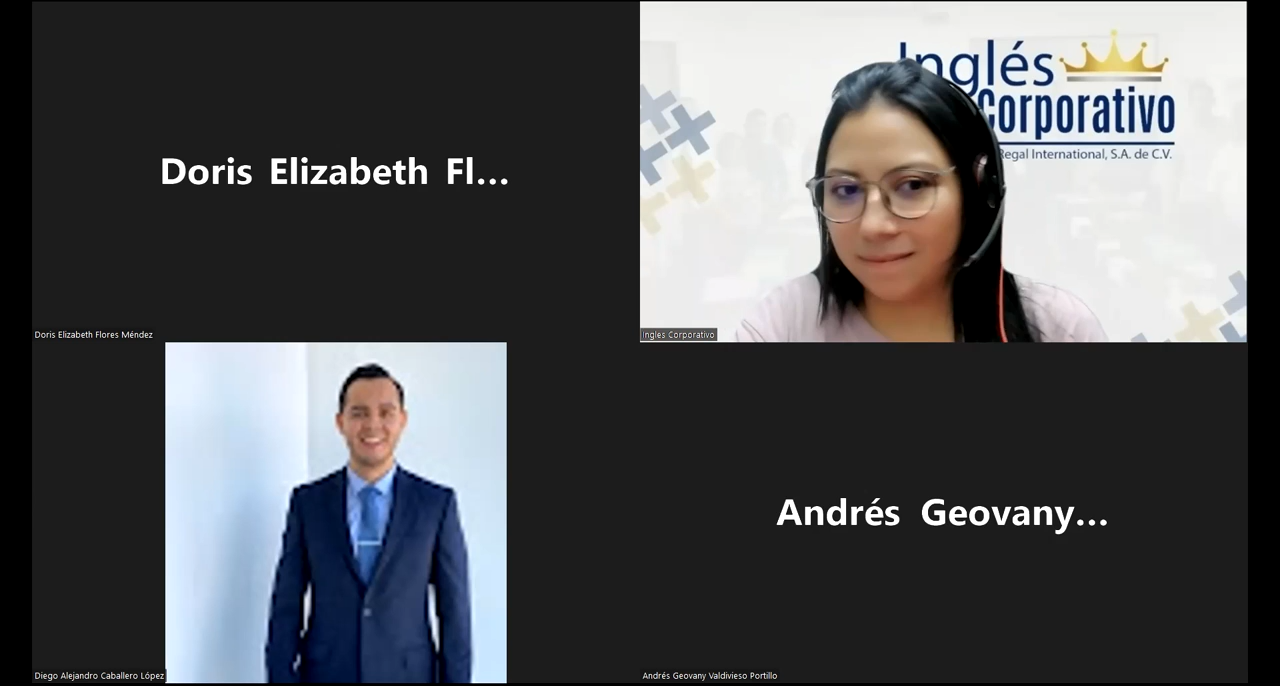 Doris Elizabeth Fl...
Doris Elizabeth Flores Méndez
Inglés
Corporativo
Regal International, S.A. de C.V.
Ingles Corporativo
Diego Alejandro Caballero López
Andrés Geovany...
Andrés Geovany Valdivieso Portillo